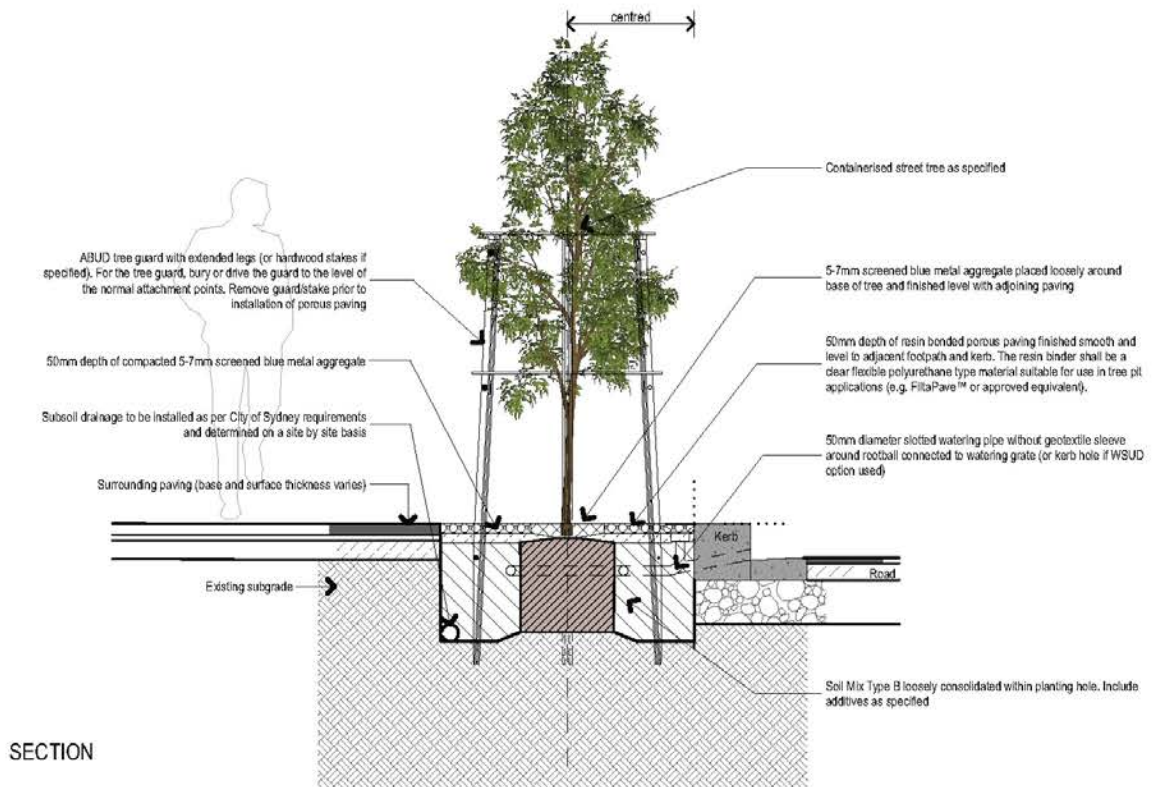 centred
Containerised street tree as specified
ABUD tree guard with extended legs (or hardwood stakes if
specified). For the tree guard, bury or drive the guard to the level of
the normal attachment points. Remove guard/stake prior to
installation of porous paving
5-7mm screened blue metal aggregate placed loosely around
base of tree and finished level with adjoining paving
50mm depth of compacted 5-7mm screened blue metal aggregate
50mm depth of resin bonded porous paving finished smooth and
level to adjacent footpath and kerb. The resin binder shall be a
clear flexible polyurethane type material suitable for use in tree pit
applications (e.g. FiltaPave™ or approved equivalent).
Subsoil drainage to be installed as per City of Sydney requirements
and determined on a site by site basis
50mm diameter slotted watering pipe without geotextile sleeve
around rootball connected to watering grate (or kerb hole if WSUD
option used)
Surrounding paving (base and surface thickness varies)
Kerb
Road
Existing subgrade
Soil Mix Type B loosely consolidated within planting hole. Include
additives as specified
SECTION